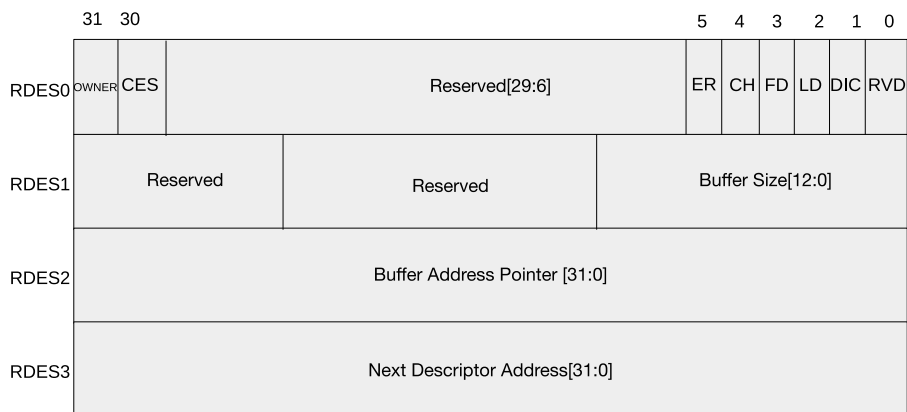 31 30 5 4 3 2 1 0
RDES0 OWNER CES Reserved[29:6] ER CH FD LD DIC RVD
RDES1 Reserved Reserved Buffer Size[12:0]
RDES2 Buffer Address Pointer [31:0]
RDES3 Next Descriptor Address[31:0]